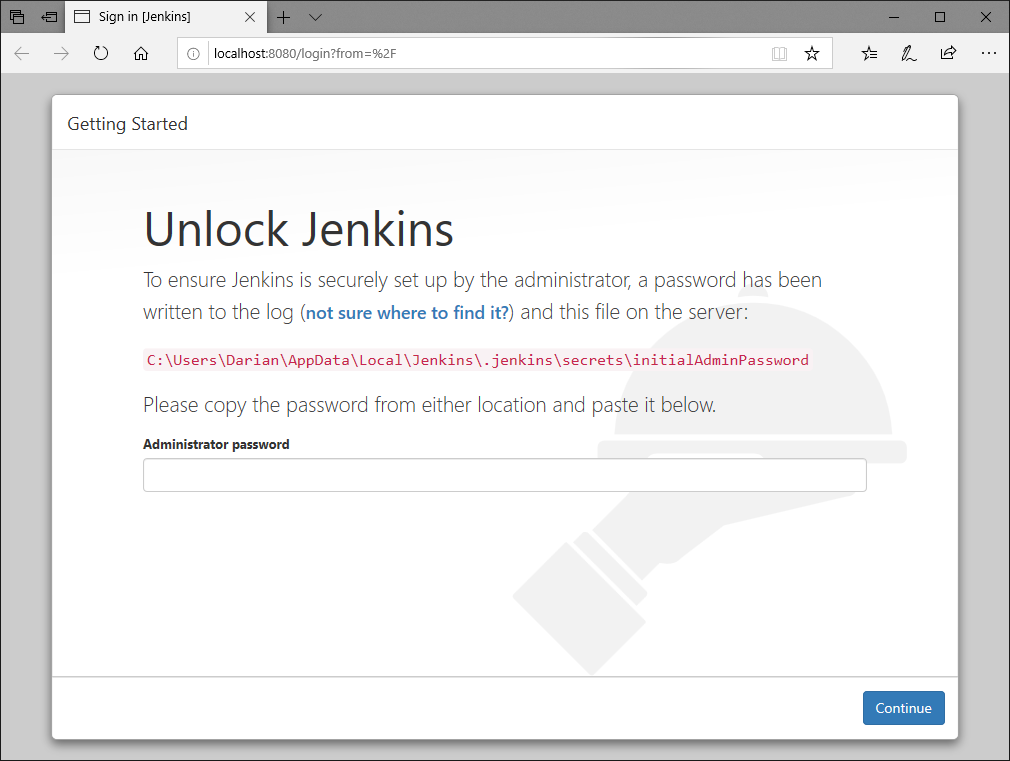 Sign in [Jenkins]
localhost:8080/login?from=%2F
Getting Started
Unlock Jenkins
To ensure Jenkins is securely set up by the administrator, a password has been
written to the log (not sure where to find it?) and this file on the server:
C:\Users\Darian\AppData\Local\Jenkins\.jenkins\secrets\initialAdminPassword
Please copy the password from either location and paste it below.
Administrator password
Continue